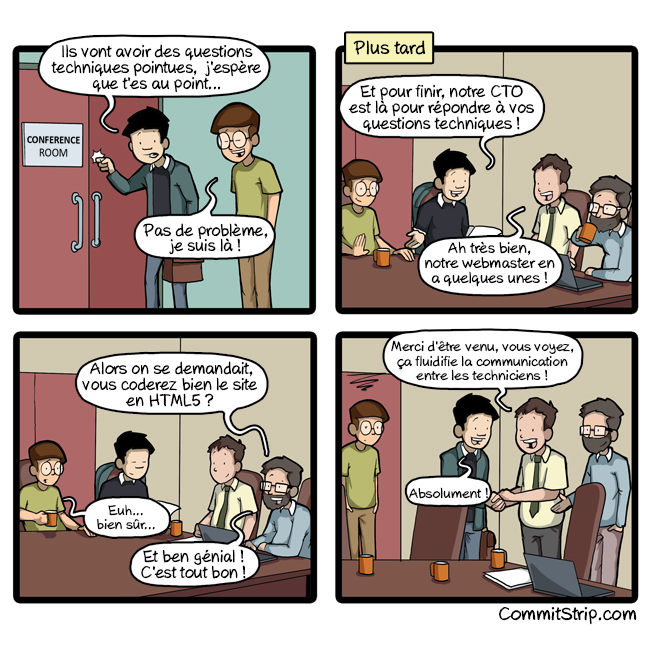 Ils vont avoir des questions
techniques pointues, j'espère
que t'es au point...
CONFERENCE
ROOM
Pas de problème,
je suis là !
Plus tard
Et pour finir, notre CTO
est là pour répondre à vos
questions techniques !
Ah très bien,
notre webmaster en
a quelques unes !
Alors on se demandait,
vous coderez bien le site
en HTML5 ?
Euh...
bien sûr...
Et ben génial !
C'est tout bon !
Merci d'être venu, vous voyez,
ça fluidifie la communication
entre les techniciens !
Absolument !
CommitStrip.com